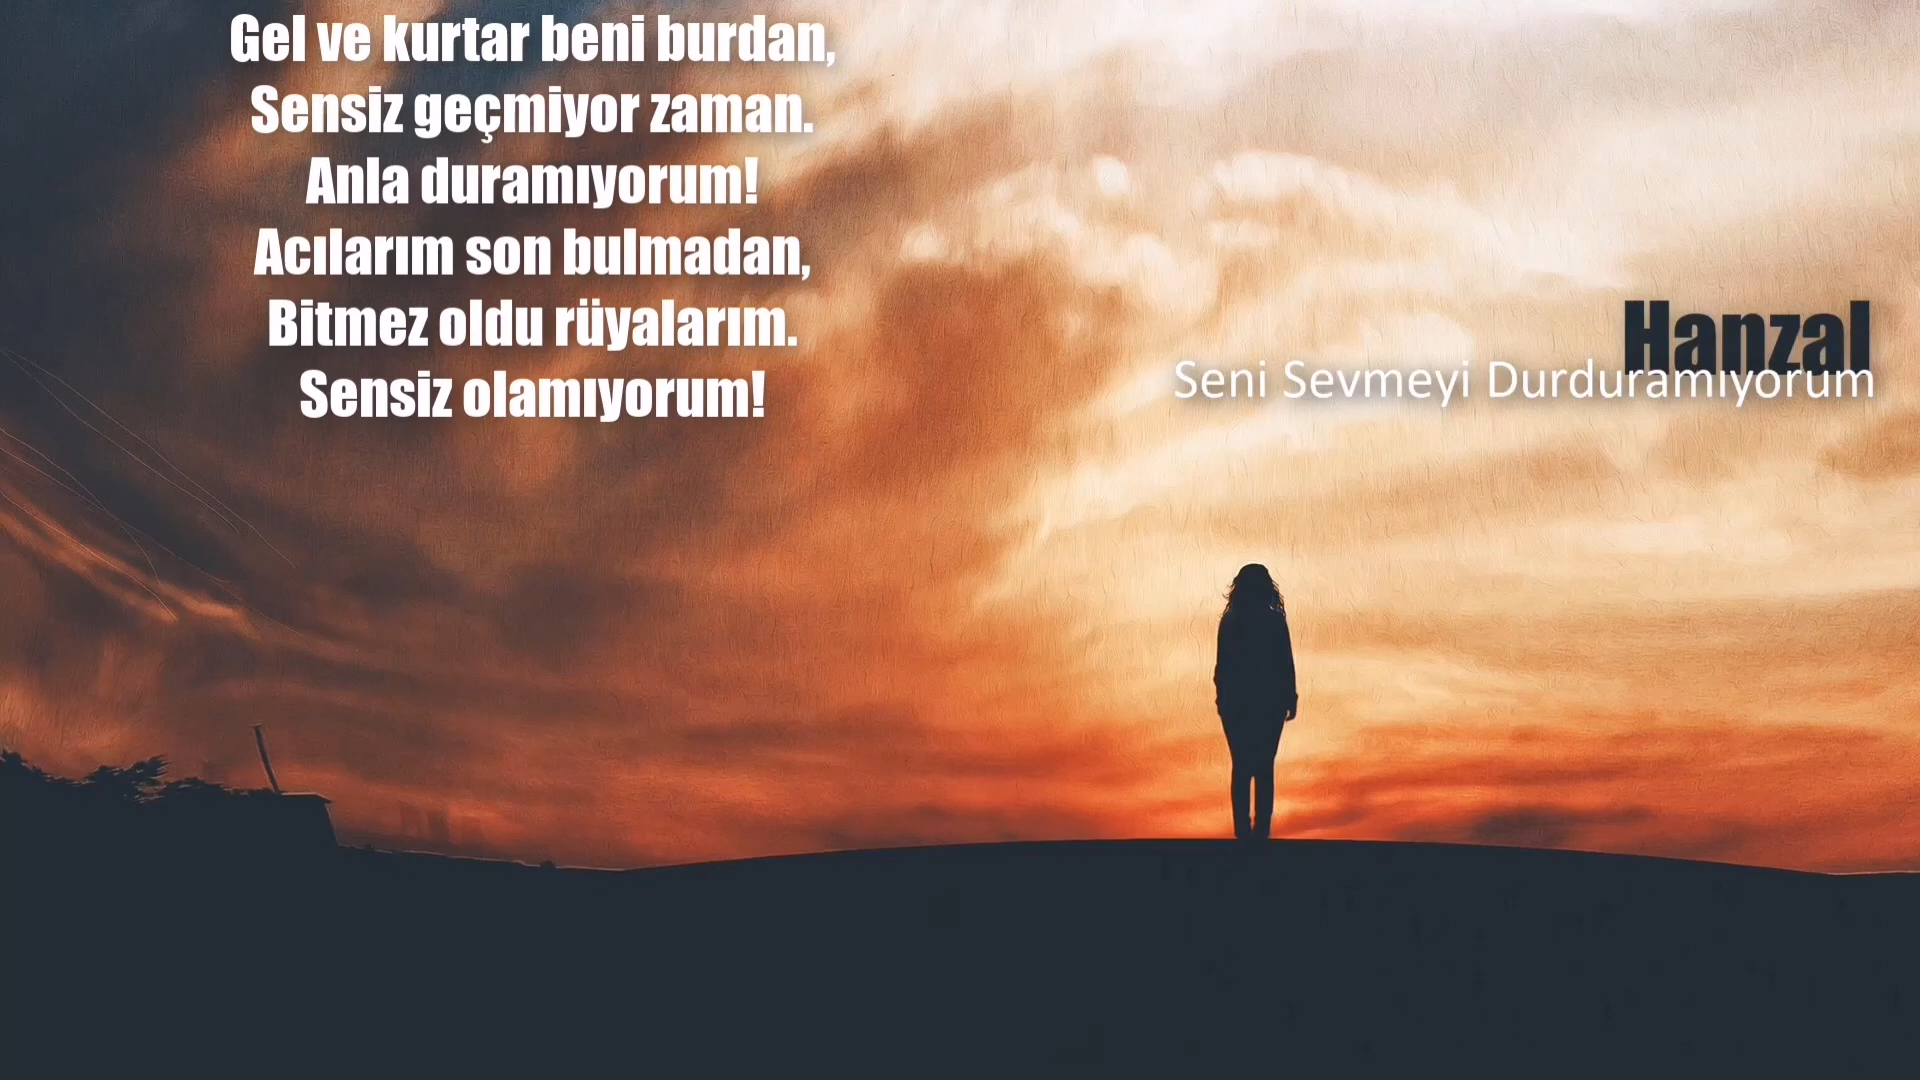 Gel ve kurtar beni burdan,
Sensiz geçmiyor zaman.
Anla duramıyorum!
Acılarım son bulmadan,
Bitmez oldu rüyalarım.
Sensiz olamıyorum!
Hanzal
Seni Sevmeyi Durduramıyorum